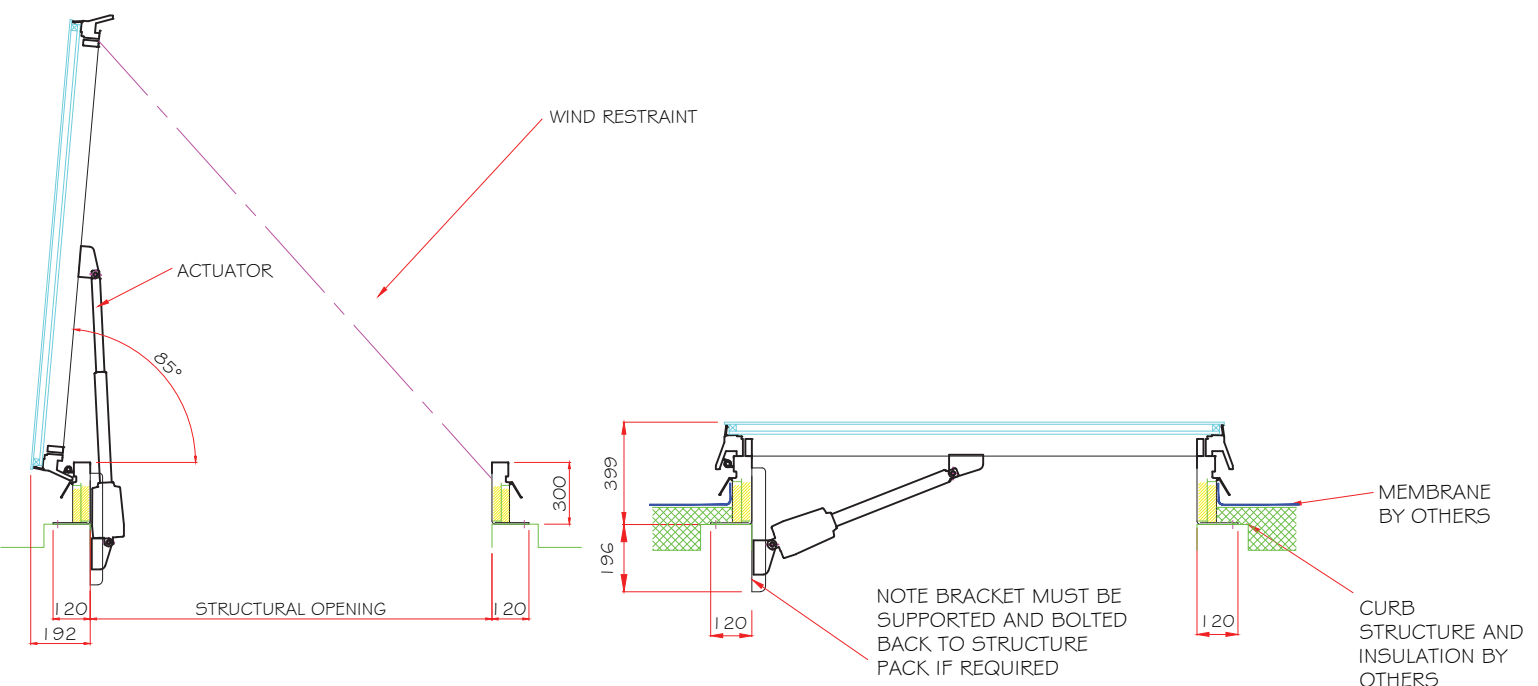 WIND RESTRAINT
ACTUATOR
85°
300
120
STRUCTURAL OPENING
120
192
399
196
120
120
MEMBRANE
BY OTHERS
NOTE BRACKET MUST BE
SUPPORTED AND BOLTED
BACK TO STRUCTURE
PACK IF REQUIRED
CURB
STRUCTURE AND
INSULATION BY
OTHERS